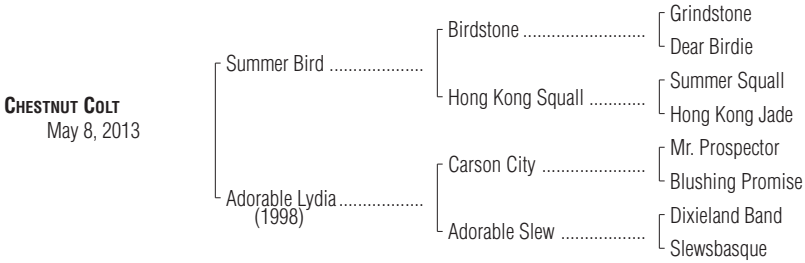 Grindstone
Birdstone ..........................
Dear Birdie
Summer Bird ....................
Summer Squall
Hong Kong Squall ............
Hong Kong Jade
CHESTNUT COLT
May 8, 2013
Mr. Prospector
Carson City ......................
Blushing Promise
Adorable Lydia ..................
(1998)
Dixieland Band
Adorable Slew ..................
Slewsbasque